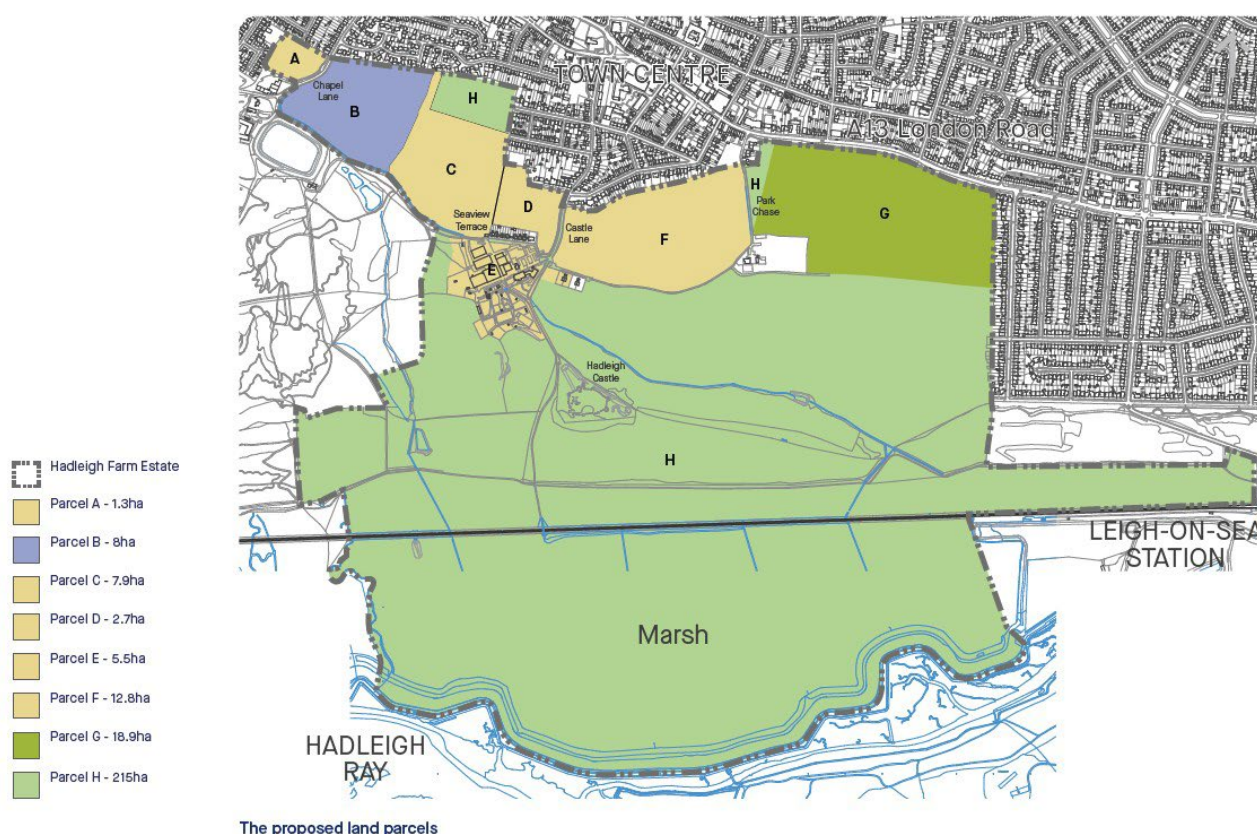 A
TOWN CENTRE
Chapel
Lane
B
H
A13 London Road
C
D
H
Park
Chase
G
Seaview
Terrace
Castle
Lane
F
E
Hadleigh
Castle
H
Hadleigh Farm Estate
Parcel A - 1.3ha
Parcel B - 8ha
Parcel C - 7.9ha
Parcel D - 2.7ha
Parcel E - 5.5ha
Parcel F - 12.8ha
Parcel G - 18.9ha
Parcel H - 215ha
LEIGH-ON-SEA
STATION
Marsh
HADLEIGH
RAY
The proposed land parcels